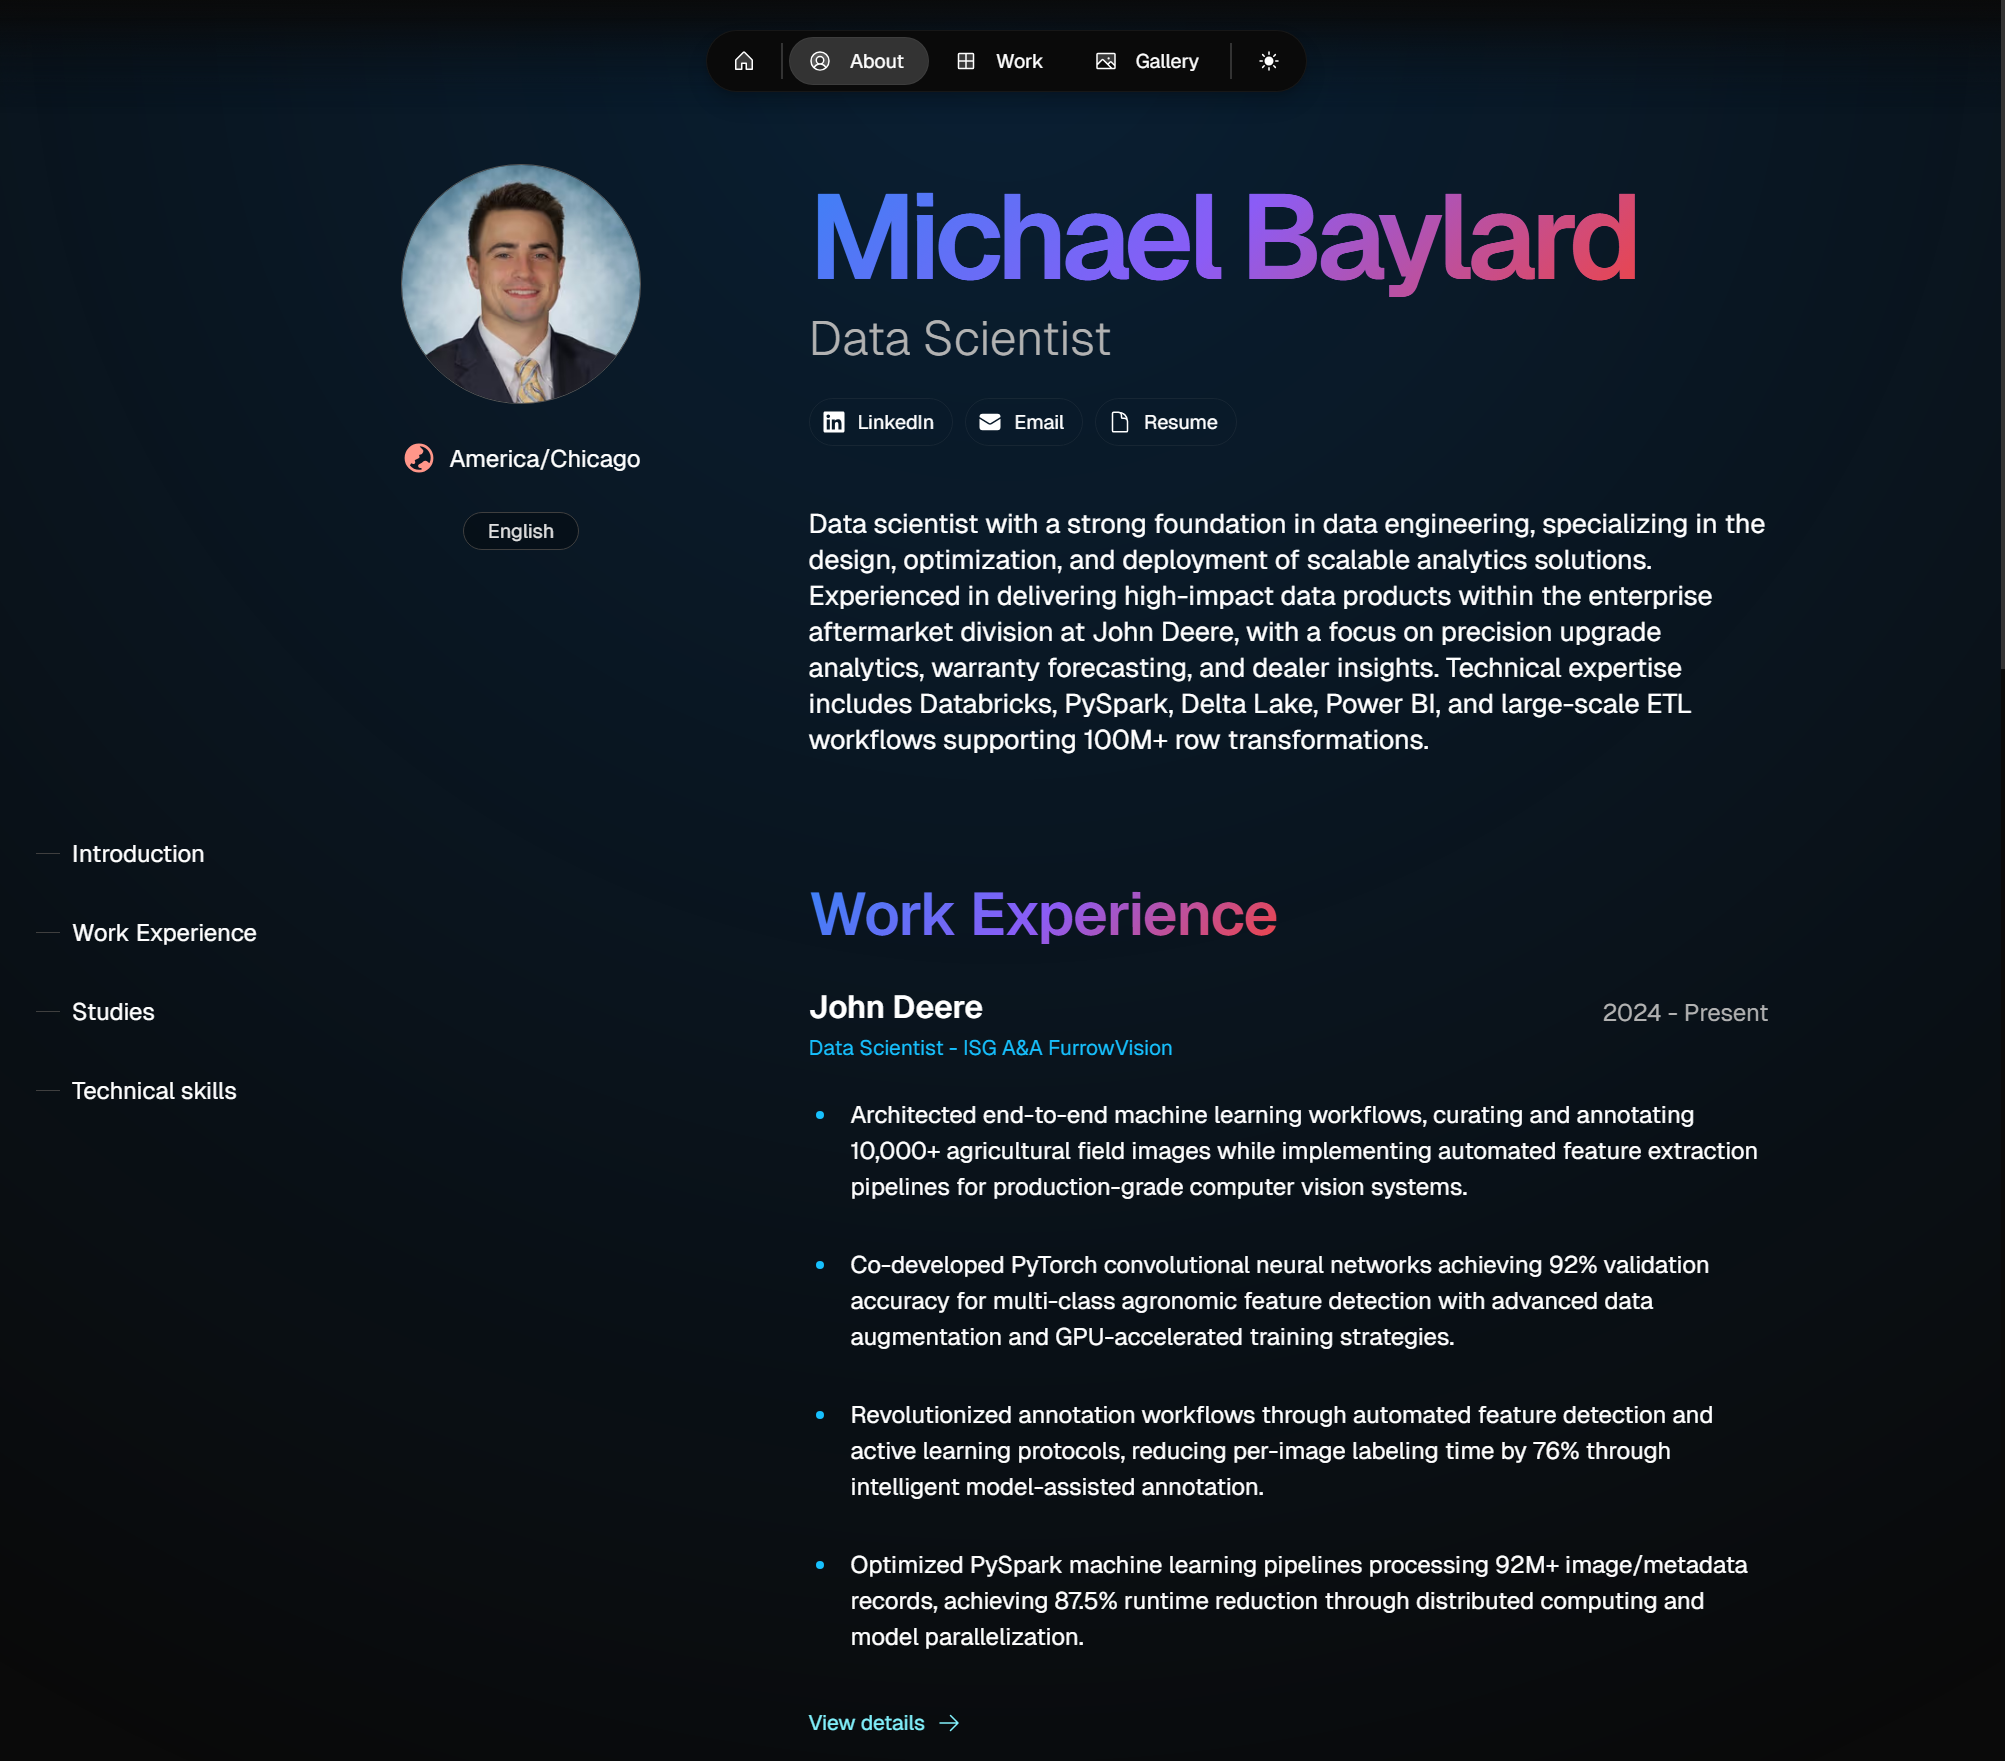 About
Work
Gallery
Michael Baylard
Data Scientist
LinkedIn
Email
Resume
America/Chicago
English
Data scientist with a strong foundation in data engineering, specializing in the
design, optimization, and deployment of scalable analytics solutions.
Experienced in delivering high-impact data products within the enterprise
aftermarket division at John Deere, with a focus on precision upgrade
analytics, warranty forecasting, and dealer insights. Technical expertise
includes Databricks, PySpark, Delta Lake, Power BI, and large-scale ETL
workflows supporting 100M+ row transformations.
Introduction
Work Experience
Studies
Technical skills
Work Experience
John Deere
2024 - Present
Data Scientist - ISG A&A FurrowVision
Architected end-to-end machine learning workflows, curating and annotating
10,000+ agricultural field images while implementing automated feature extraction
pipelines for production-grade computer vision systems.
Co-developed PyTorch convolutional neural networks achieving 92% validation
accuracy for multi-class agronomic feature detection with advanced data
augmentation and GPU-accelerated training strategies.
Revolutionized annotation workflows through automated feature detection and
active learning protocols, reducing per-image labeling time by 76% through
intelligent model-assisted annotation.
Optimized PySpark machine learning pipelines processing 92M+ image/metadata
records, achieving 87.5% runtime reduction through distributed computing and
model parallelization.
View details